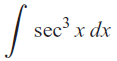 ∫ sec³ x dx